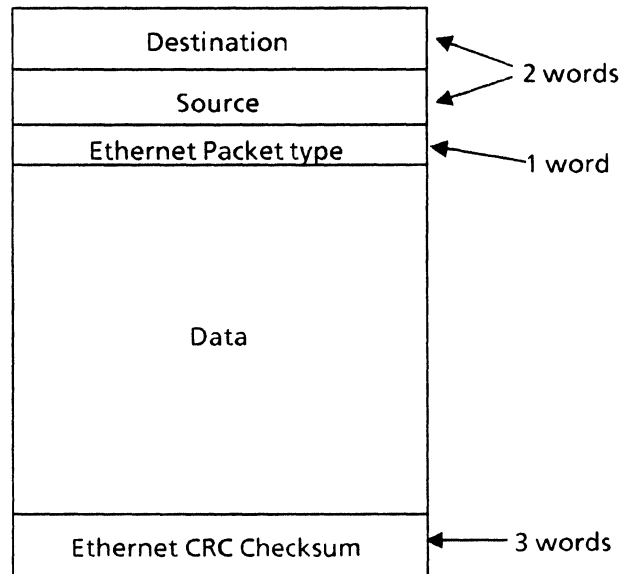 Destination
2 words
Source
Ethernet Packet type
1 word
Data
Ethernet CRC Checksum
3 words